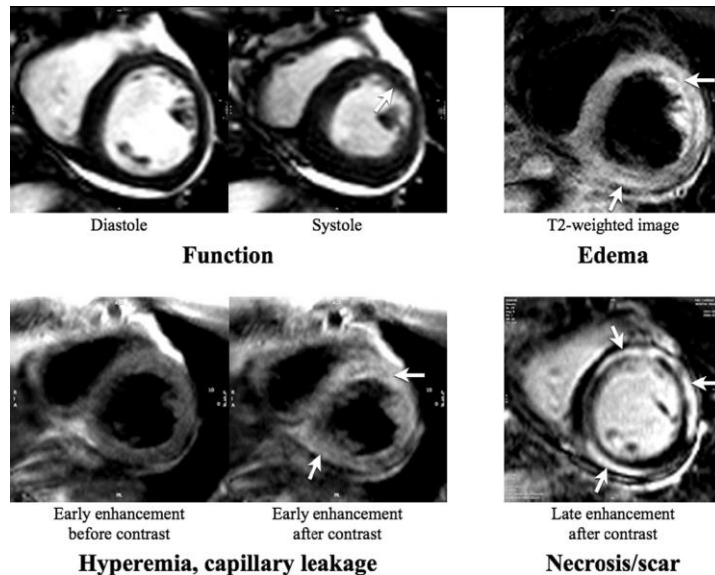 Diastole
Systole
T2-weighted image
Function
Edema
Early enhancement
before contrast
Early enhancement
after contrast
Late enhancement
after contrast
Hyperemia, capillary leakage
Necrosis/scar